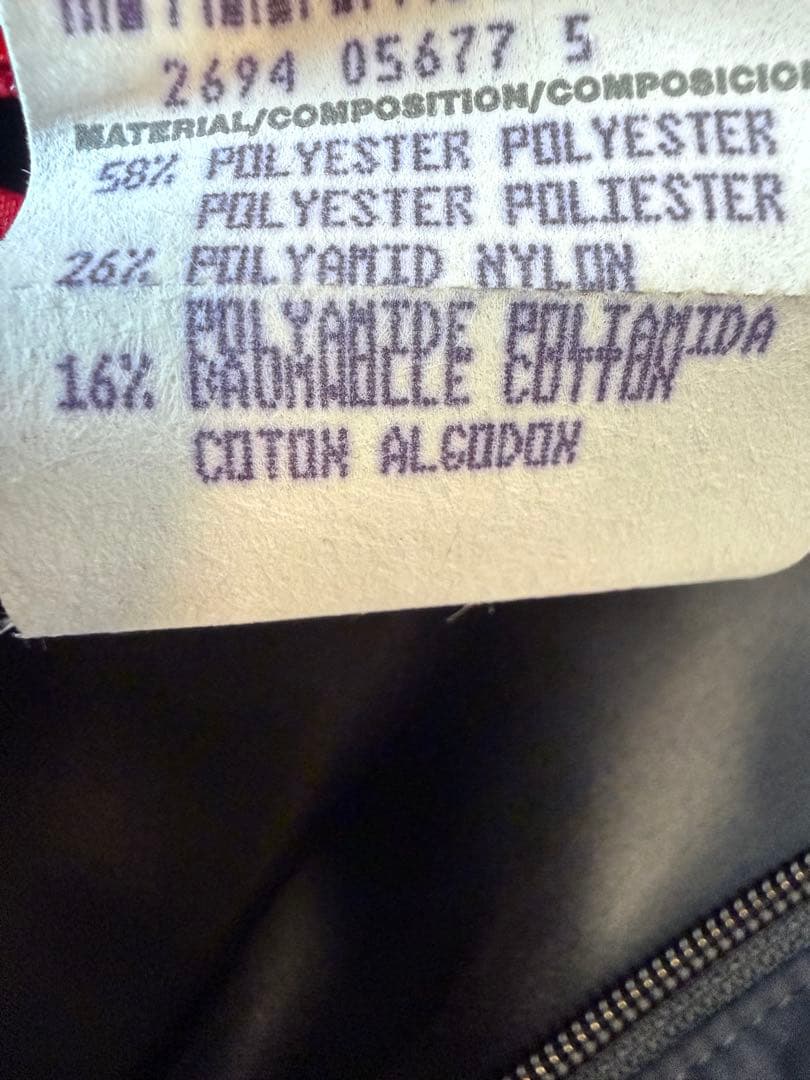 2694 05677 5
MATERIAL/COMPOSITION/COMPOSICIO
58% POLYESTER POLYESTER
POLYESTER POLIESTER
26% POLYAMID NYLON
POLYAMIDE POLIAMIDA
16% BAUMWOLLE COTTON
COTON ALGODON